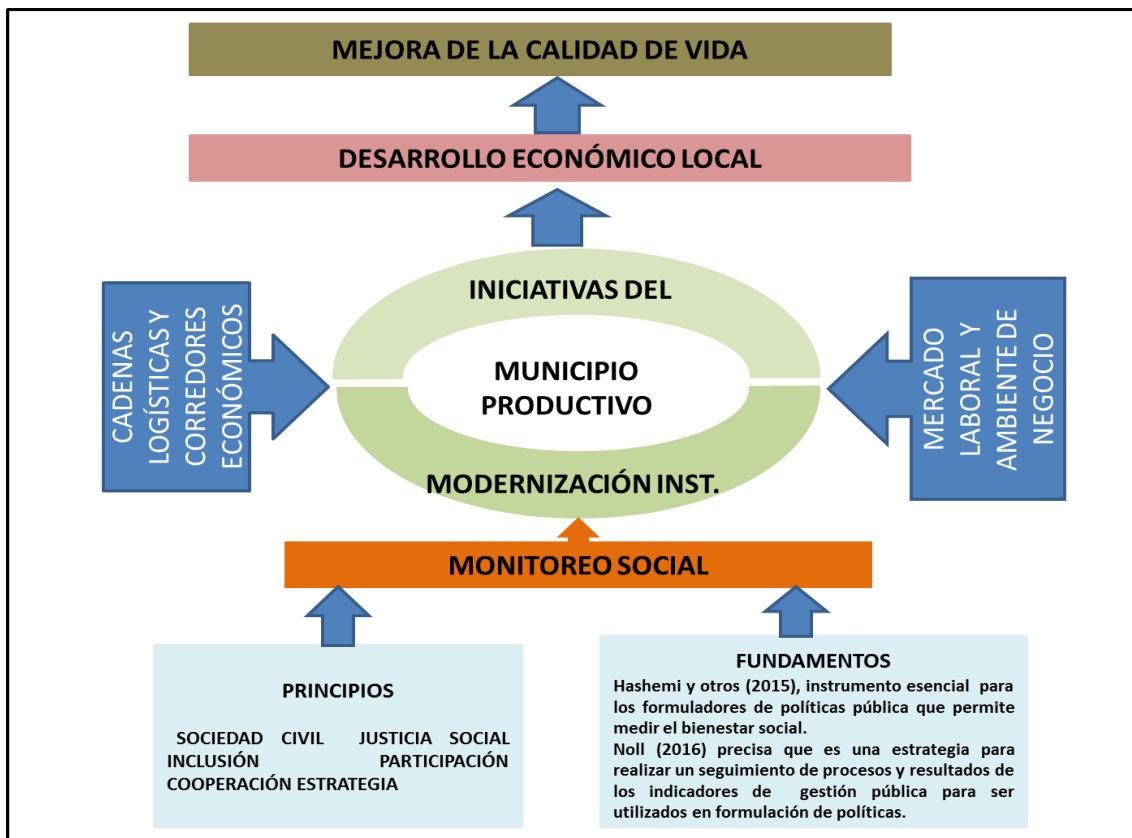 MEJORA DE LA CALIDAD DE VIDA
DESARROLLO ECONÓMICO LOCAL
INICIATIVAS DEL
CADENAS
LOGÍSTICAS Y
CORREDORES
ECONÓMICOS
MUNICIPIO
PRODUCTIVO
MERCADO
LABORAL Y
AMBIENTE DE
NEGOCIO
MODERNIZACIÓN INST.
MONITOREO SOCIAL
PRINCIPIOS
SOCIEDAD CIVIL JUSTICIA SOCIAL
INCLUSIÓN PARTICIPACIÓN
COOPERACIÓN ESTRATEGIA
FUNDAMENTOS
Hashemi y otros (2015), instrumento esencial para
los formuladores de políticas pública que permite
medir el bienestar social.
Noll (2016) precisa que es una estrategia para
realizar un seguimiento de procesos y resultados de
los indicadores de gestión pública para ser
utilizados en formulación de políticas.